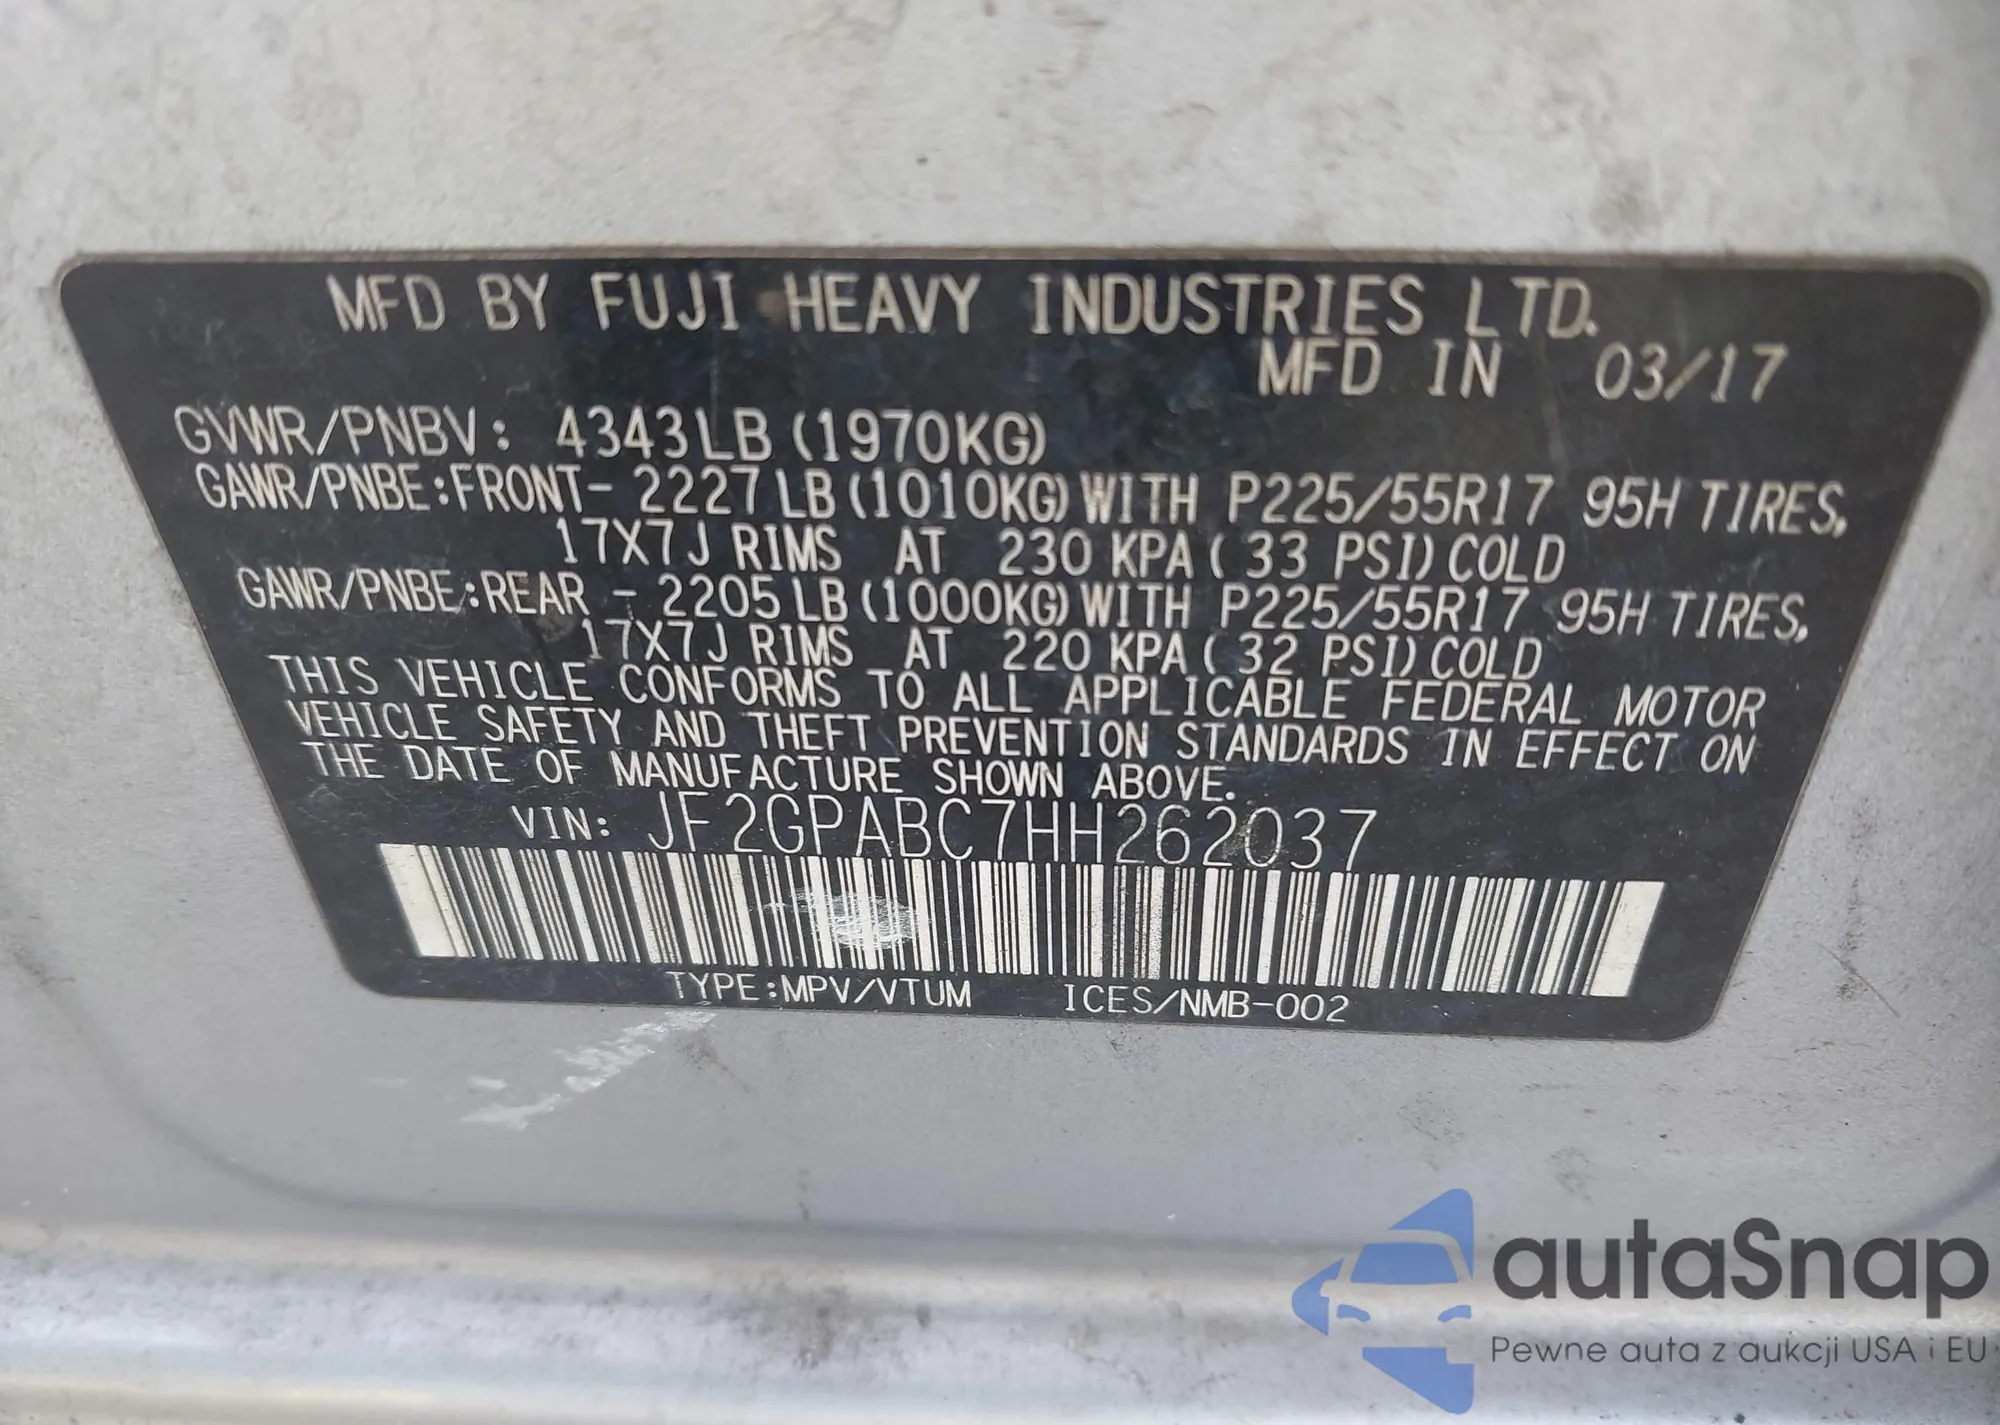 MFD BY FUJI HEAVY INDUSTRIES LTD.
MFD IN 03/17
GVWR/PNBV: 4343LB (1970KG)
GAWR/PNBE:FRONT- 2227LB (1010KG) WITH P225/55R17 95H TIRES,
17X7J RIMS AT 230 KPA ( 33 PSI) COLD
GAWR/PNBE:REAR - 2205LB (1000KG) WITH P225/55R17 95H TIRES,
17X7J RIMS AT 220 KPA ( 32 PSI) COLD
THIS VEHICLE CONFORMS TO ALL APPLICABLE FEDERAL MOTOR
VEHICLE SAFETY AND THEFT PREVENTION STANDARDS IN EFFECT ON
THE DATE OF MANUFACTURE SHOWN ABOVE.
VIN: JF2GPABC7HH262037
TYPE:MPV/VTUM ICES/NMB-002
autaSnap
Pewne auta z aukcji USA i EU